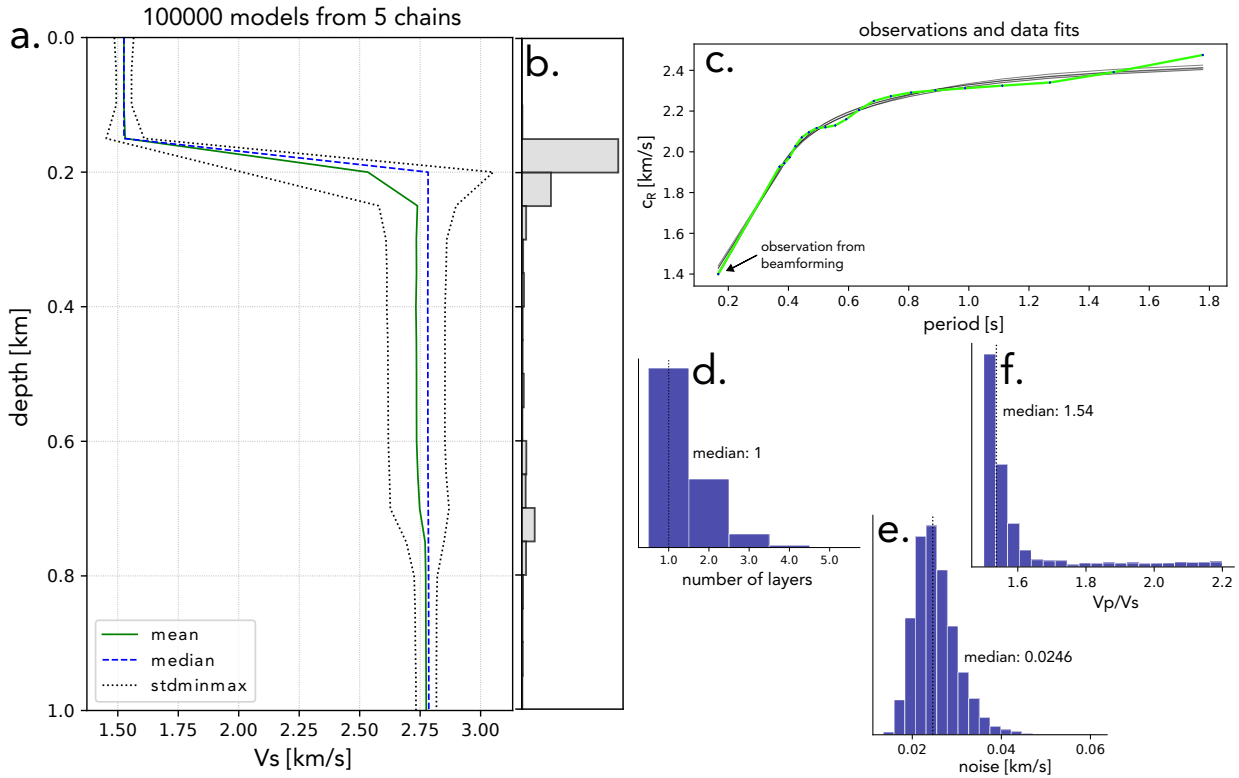 100000 models from 5 chains
a.
b.
0.0
0.2
0.4
0.6
0.8
1.0
depth [km]
mean
median
stdminmax
1.50
1.75
2.00
2.25
2.50
2.75
3.00
Vs [km/s]
observations and data fits
c.
2.4
2.2
2.0
1.8
1.6
1.4
c_R [km/s]
observation from
beamforming
0.2
0.4
0.6
0.8
1.0
1.2
1.4
1.6
1.8
period [s]
d.
median: 1
1.0
2.0
3.0
4.0
5.0
number of layers
f.
median: 1.54
1.6
1.8
2.0
2.2
Vp/Vs
e.
median: 0.0246
0.02
0.04
0.06
noise [km/s]